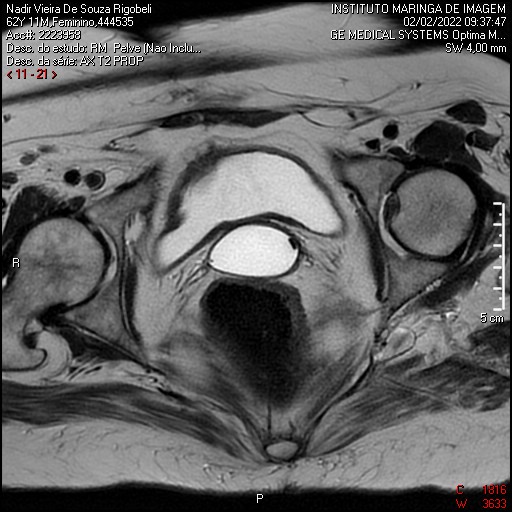 Nadir Vieira De Souza Rigobeli
62Y 11M,Feminino,444535
Acc#: 2223953
Desc. do estudo: RM Pelve (Nao Inclu...
Desc. da série: AX T2 PROP
< 11 - 21 >
INSTITUTO MARINGA DE IMAGEM
02/02/2022 09:37:47
GE MEDICAL SYSTEMS Optima M...
SW 4,00 mm
R
5 cm
P
C 1816
W 3633